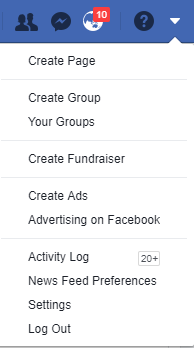 10
?
Create Page
Create Group
Your Groups
Create Fundraiser
Create Ads
Advertising on Facebook
Activity Log 20+
News Feed Preferences
Settings
Log Out